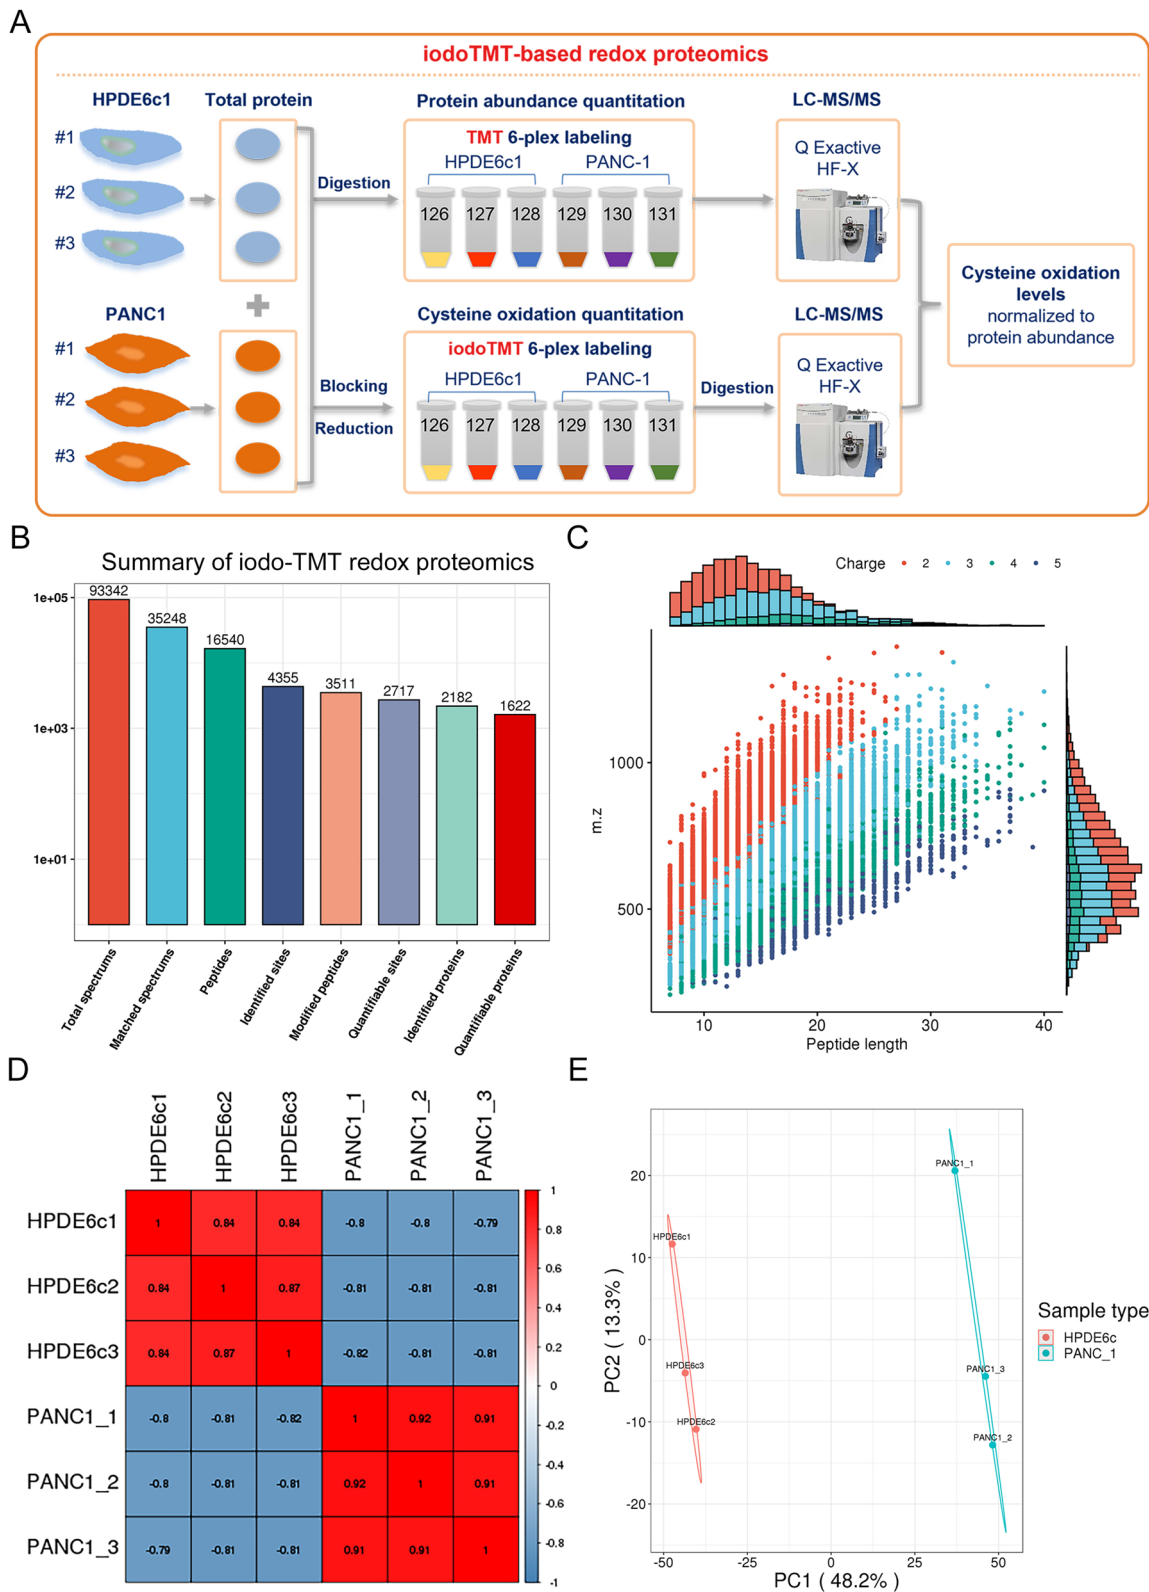 A
iodoTMT-based redox proteomics
HPDE6c1
Total protein
Protein abundance quantitation
LC-MS/MS
#1
#2
#3
Digestion
TMT 6-plex labeling
HPDE6c1
PANC-1
126 127 128 129 130 131
Q Exactive
HF-X
Cysteine oxidation
levels
normalized to
protein abundance
PANC1
#1
#2
#3
Blocking
Reduction
Cysteine oxidation quantitation
iodoTMT 6-plex labeling
HPDE6c1
PANC-1
126 127 128 129 130 131
Digestion
LC-MS/MS
Q Exactive
HF-X
B
Summary of iodo-TMT redox proteomics
1e+05
1e+03
1e+01
93342
35248
16540
4355
3511
2717
2182
1622
Total spectrums
Matched spectrums
Peptides
Identified sites
Modified peptides
Quantifiable sites
Identified proteins
Quantifiable proteins
C
Charge 2 3 4 5
m.z
1000
500
10 20 30 40
Peptide length
D
HPDE6c1 HPDE6c2 HPDE6c3 PANC1_1 PANC1_2 PANC1_3
HPDE6c1 1 0.84 0.84 -0.8 -0.8 -0.79
HPDE6c2 0.84 1 0.87 -0.81 -0.81 -0.81
HPDE6c3 0.84 0.87 1 -0.82 -0.81 -0.81
PANC1_1 -0.8 -0.81 -0.82 1 0.92 0.91
PANC1_2 -0.8 -0.81 -0.81 0.92 1 0.91
PANC1_3 -0.79 -0.81 -0.81 0.91 0.91 1
1
0.8
0.6
0.4
0.2
0
-0.2
-0.4
-0.6
-0.8
-1
E
PC2 ( 13.3% )
20
10
0
-10
-20
PANC1_1
HPDE6c1
HPDE6c3
PANC1_3
HPDE6c2
PANC1_2
-50 -25 0 25 50
PC1 ( 48.2% )
Sample type
HPDE6c
PANC_1